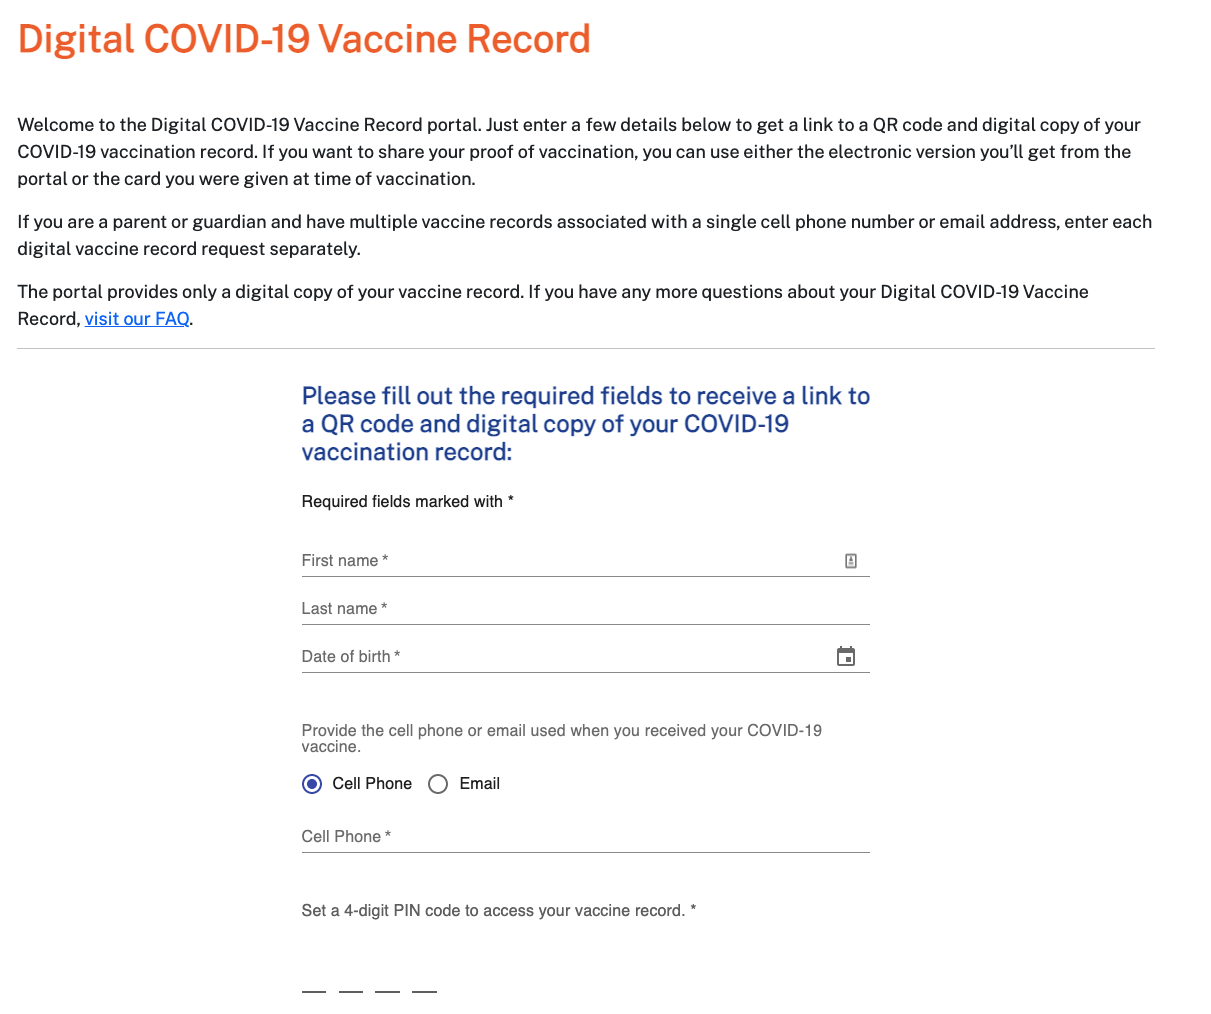 Digital COVID-19 Vaccine Record
Welcome to the Digital COVID-19 Vaccine Record portal. Just enter a few details below to get a link to a QR code and digital copy of your
COVID-19 vaccination record. If you want to share your proof of vaccination, you can use either the electronic version you’ll get from the
portal or the card you were given at time of vaccination.
If you are a parent or guardian and have multiple vaccine records associated with a single cell phone number or email address, enter each
digital vaccine record request separately.
The portal provides only a digital copy of your vaccine record. If you have any more questions about your Digital COVID-19 Vaccine
Record, visit our FAQ.
Please fill out the required fields to receive a link to
a QR code and digital copy of your COVID-19
vaccination record:
Required fields marked with *
First name *
Last name *
Date of birth *
Provide the cell phone or email used when you received your COVID-19
vaccine.
Cell Phone Email
Cell Phone *
Set a 4-digit PIN code to access your vaccine record. *